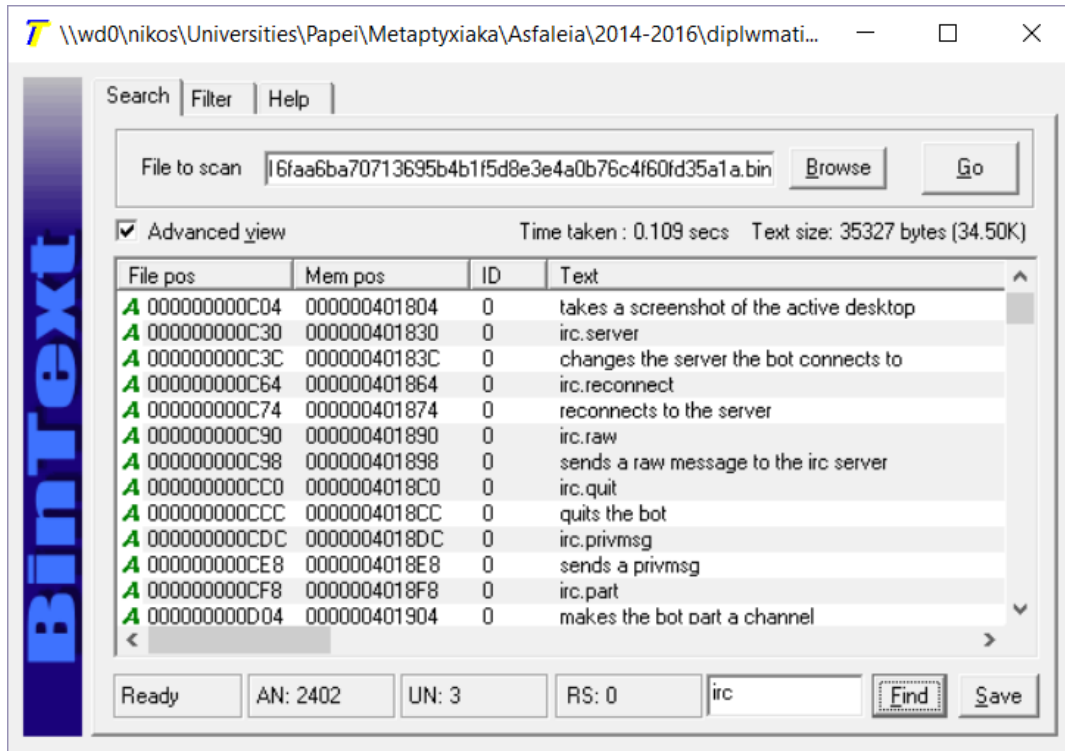 \\wd0\nikos\Universities\Papei\Metaptyxiaka\Asfaleia\2014-2016\diplwmati...
Search Filter Help
File to scan l6faa6ba70713695b4b1f5d8e3e4a0b76c4f60fd35a1a.bin Browse Go
Advanced view Time taken : 0.109 secs Text size: 35327 bytes (34.50K)
File pos Mem pos ID Text
A 000000000C04 000000401804 0 takes a screenshot of the active desktop
A 000000000C30 000000401830 0 irc.server
A 000000000C3C 00000040183C 0 changes the server the bot connects to
A 000000000C64 000000401864 0 irc.reconnect
A 000000000C74 000000401874 0 reconnects to the server
A 000000000C90 000000401890 0 irc.raw
A 000000000C98 000000401898 0 sends a raw message to the irc server
A 000000000CC0 0000004018C0 0 irc.quit
A 000000000CCC 0000004018CC 0 quits the bot
A 000000000CDC 0000004018DC 0 irc.privmsg
A 000000000CE8 0000004018E8 0 sends a privmsg
A 000000000CF8 0000004018F8 0 irc.part
A 000000000D04 000000401904 0 makes the bot part a channel
Ready AN: 2402 UN: 3 RS: 0 irc Find Save
BinText